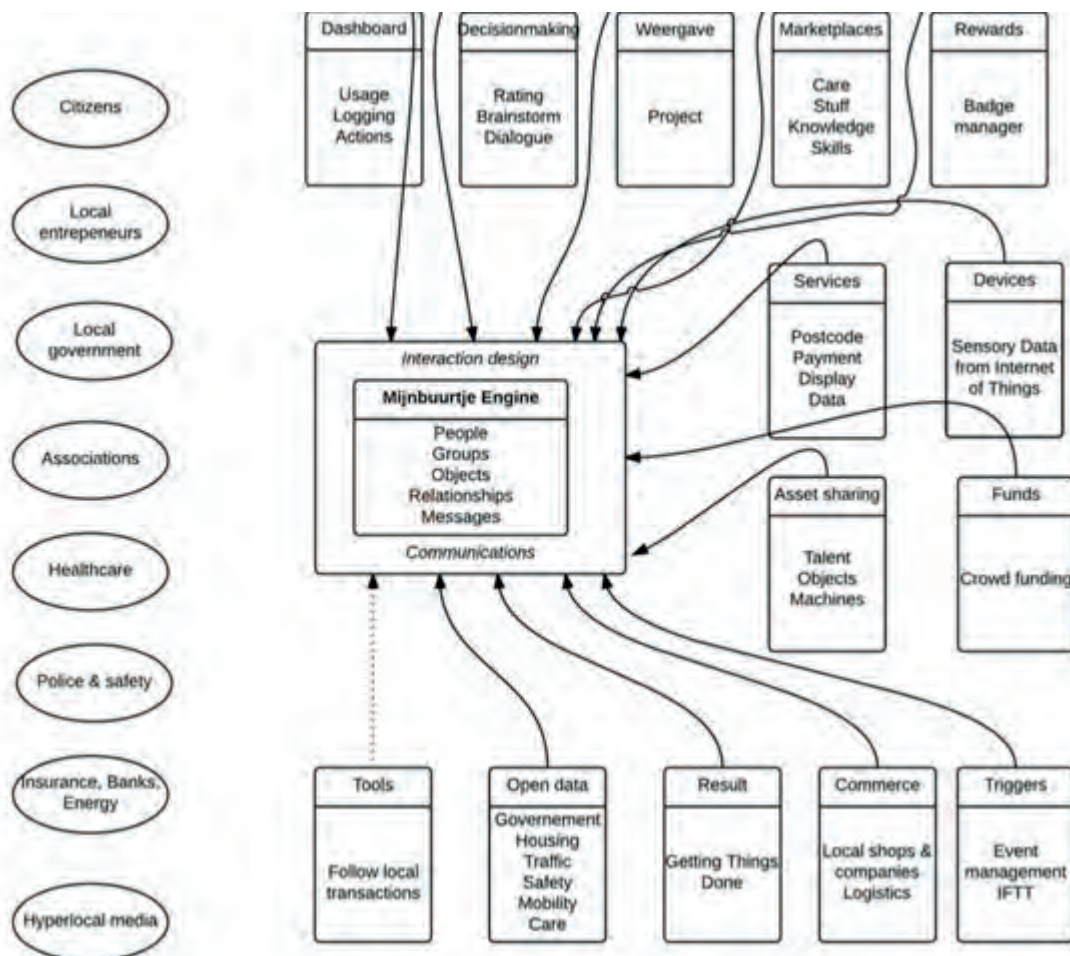 Citizens
Local
entrepeneurs
Local
government
Associations
Healthcare
Police & safety
Insurance, Banks,
Energy
Hyperlocal media
Dashboard
Usage
Logging
Actions
Decisionmaking
Rating
Brainstorm
Dialogue
Weergave
Project
Marketplaces
Care
Stuff
Knowledge
Skills
Rewards
Badge
manager
Services
Postcode
Payment
Display
Data
Devices
Sensory Data
from Internet
of Things
Interaction design
Mijnbuurtje Engine
People
Groups
Objects
Relationships
Messages
Communications
Asset sharing
Talent
Objects
Machines
Funds
Crowd funding
Tools
Follow local
transactions
Open data
Governement
Housing
Traffic
Safety
Mobility
Care
Result
Getting Things
Done
Commerce
Local shops &
companies
Logistics
Triggers
Event
management
IFTT